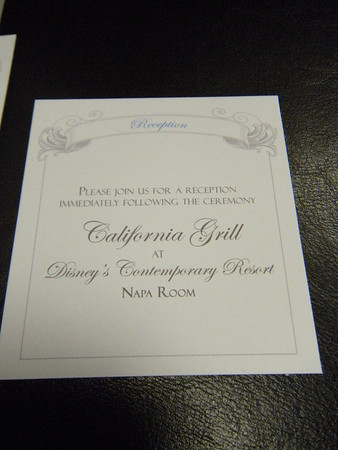 Reception
Please join us for a reception
immediately following the ceremony
California Grill
at
Disney's Contemporary Resort
Napa Room